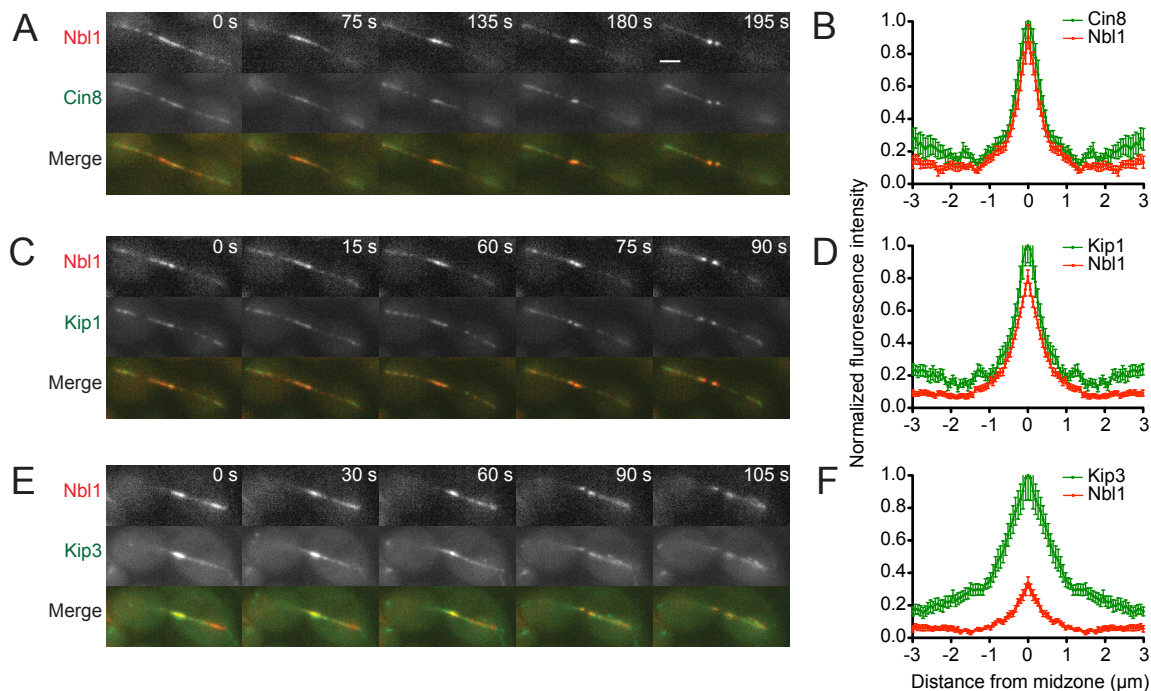 A
0 s 75 s 135 s 180 s 195 s
Nbl1
Cin8
Merge
B
Cin8
Nbl1
1.0
0.8
0.6
0.4
0.2
0.0
-3 -2 -1 0 1 2 3
C
0 s 15 s 60 s 75 s 90 s
Nbl1
Kip1
Merge
D
Kip1
Nbl1
1.0
0.8
0.6
0.4
0.2
0.0
-3 -2 -1 0 1 2 3
Normalized flurorescence intensity
E
0 s 30 s 60 s 90 s 105 s
Nbl1
Kip3
Merge
F
Kip3
Nbl1
1.0
0.8
0.6
0.4
0.2
0.0
-3 -2 -1 0 1 2 3
Distance from midzone (μm)